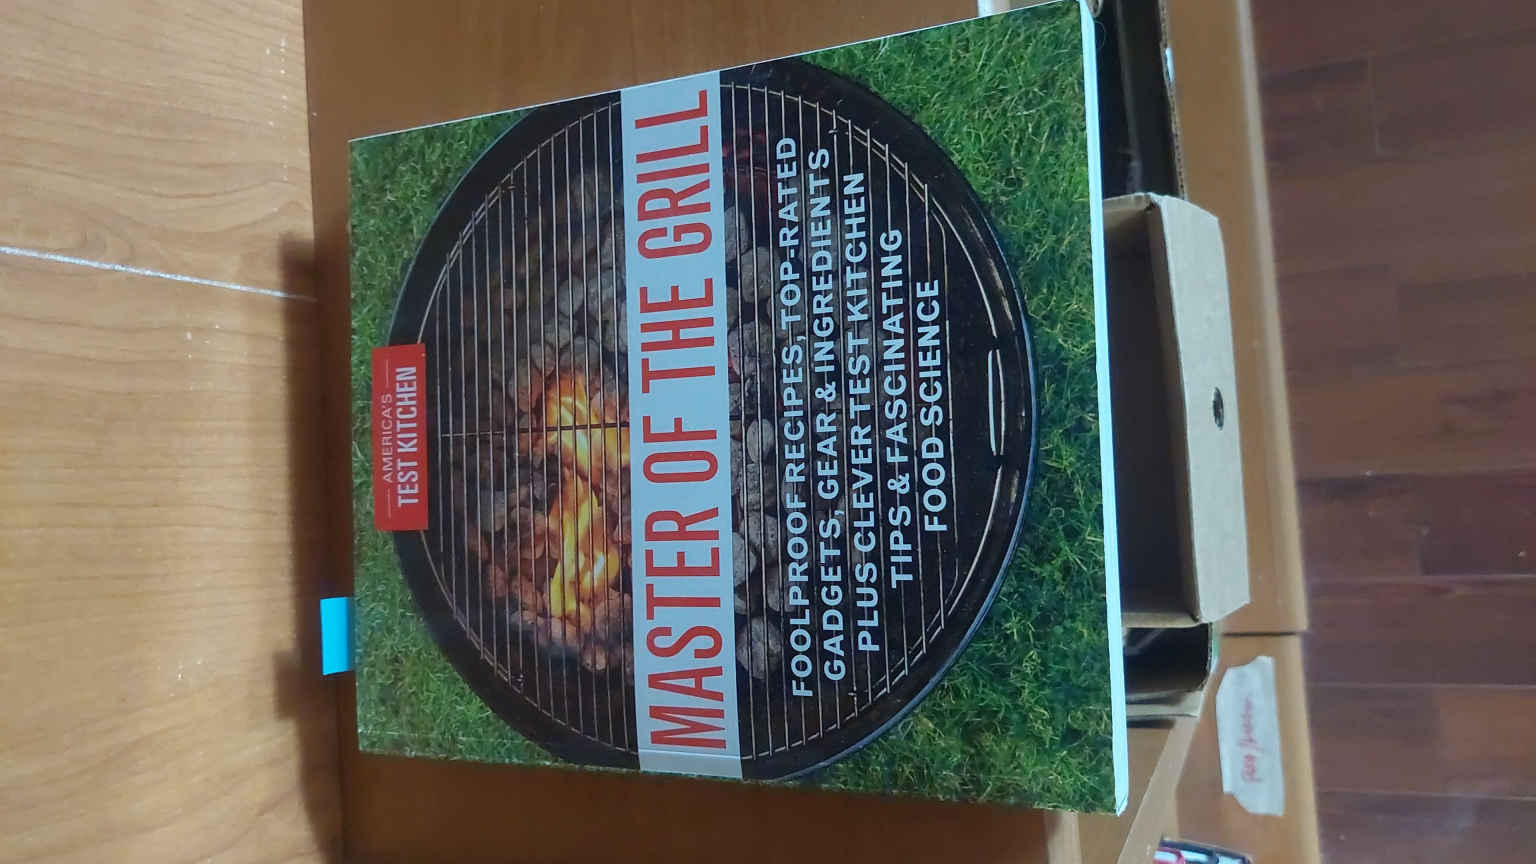 AMERICA'S
TEST KITCHEN
MASTER OF THE GRILL
FOOLPROOF RECIPES, TOP-RATED
GADGETS, GEAR & INGREDIENTS
PLUS CLEVER TEST KITCHEN
TIPS & FASCINATING
FOOD SCIENCE